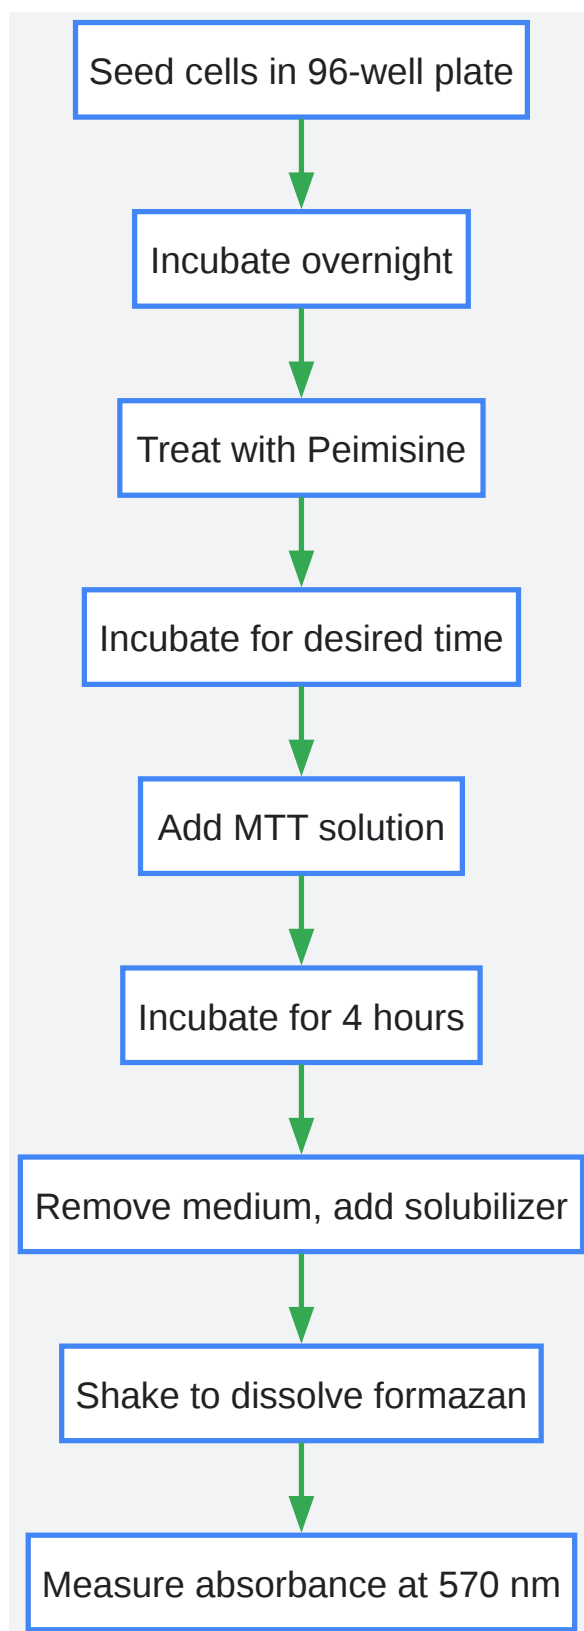 Seed cells in 96-well plate
Incubate overnight
Treat with Peimisine
Incubate for desired time
Add MTT solution
Incubate for 4 hours
Remove medium, add solubilizer
Shake to dissolve formazan
Measure absorbance at 570 nm